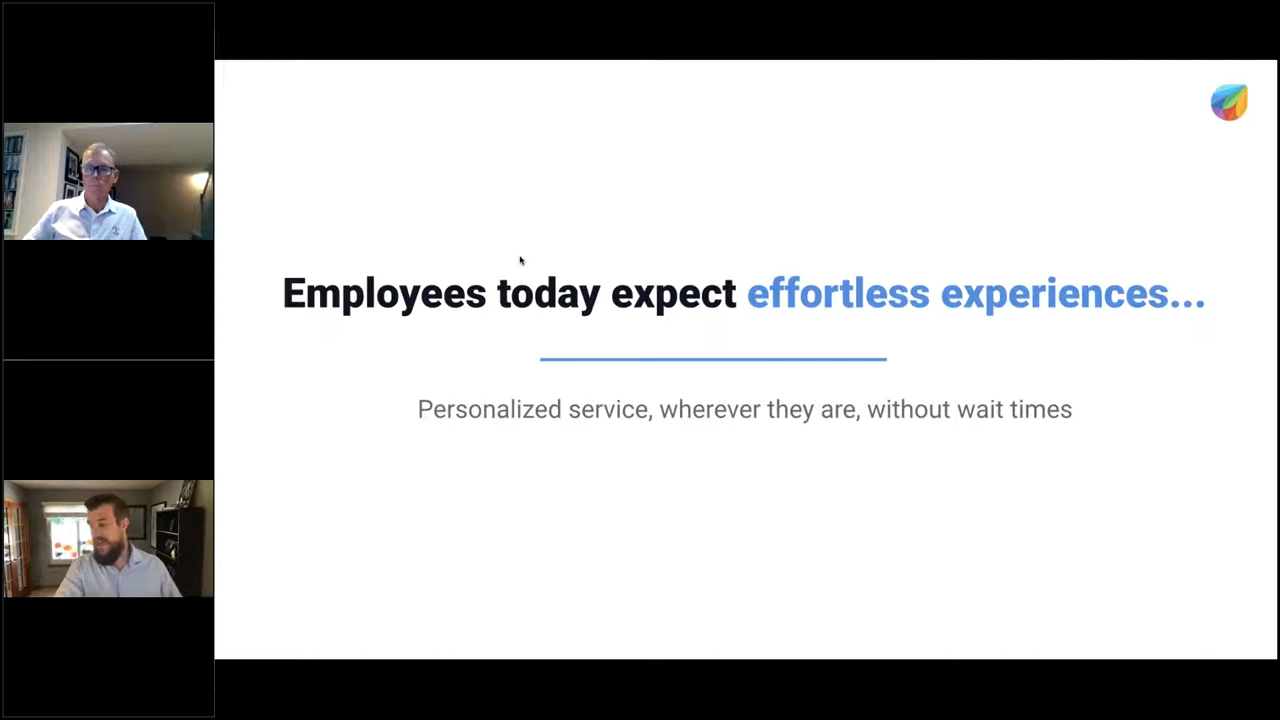 Employees today expect effortless experiences...
Personalized service, wherever they are, without wait times